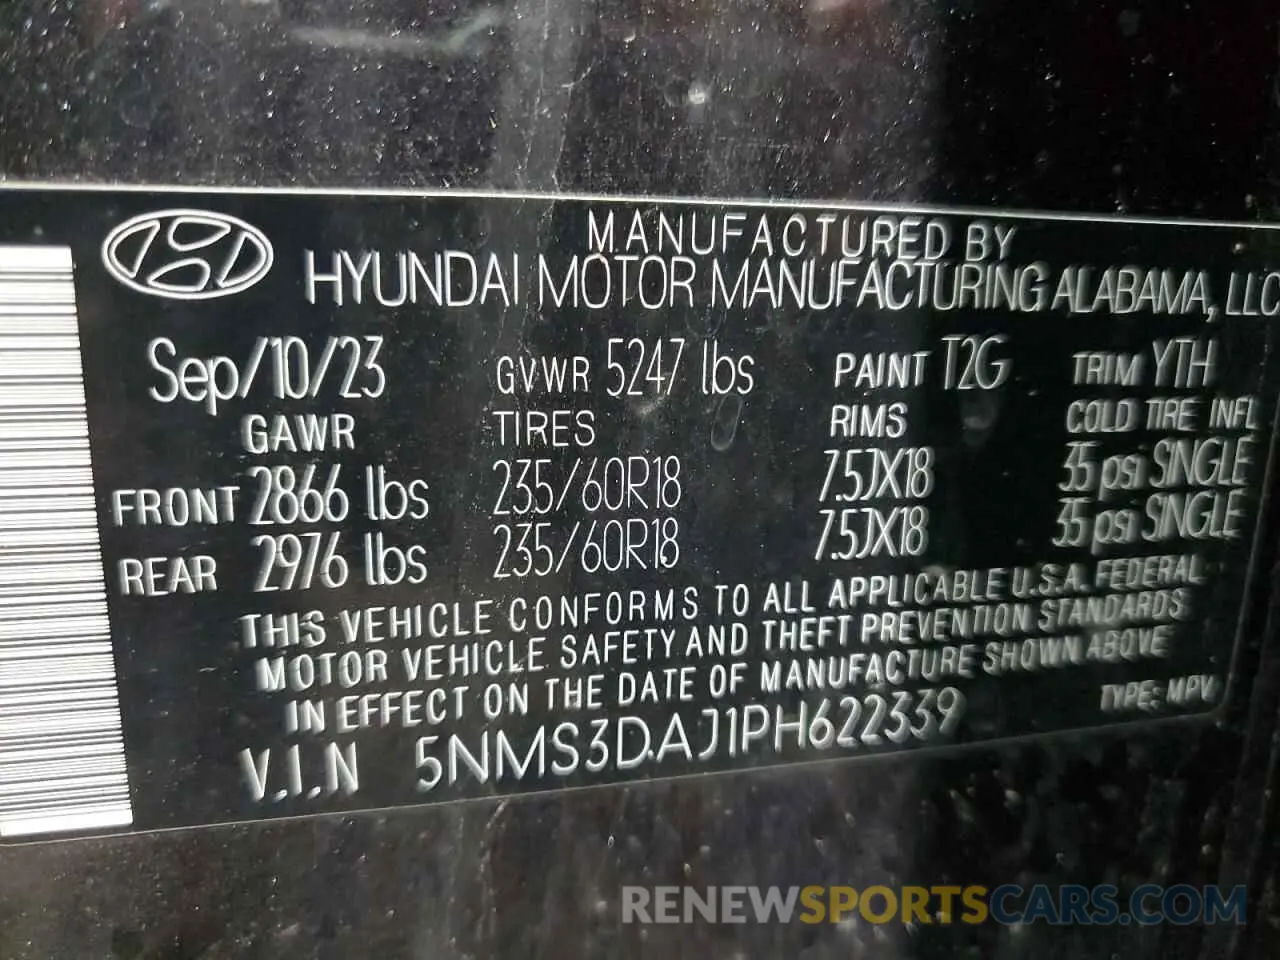 MANUFACTURED BY
HYUNDAI MOTOR MANUFACTURING ALABAMA, LLC
Sep/10/23 GVWR 5247 lbs PAINT T2G TRIM YTH
GAWR TIRES RIMS COLD TIRE INFL
FRONT 2866 lbs 235/60R18 7.5JX18 35 psi SINGLE
REAR 2976 lbs 235/60R18 7.5JX18 35 psi SINGLE
THIS VEHICLE CONFORMS TO ALL APPLICABLE U.S.A. FEDERAL
MOTOR VEHICLE SAFETY AND THEFT PREVENTION STANDARDS
IN EFFECT ON THE DATE OF MANUFACTURE SHOWN ABOVE
V.I.N 5NMS3DAJ1PH622339 TYPE: MPV
RENEWSPORTSCARS.COM